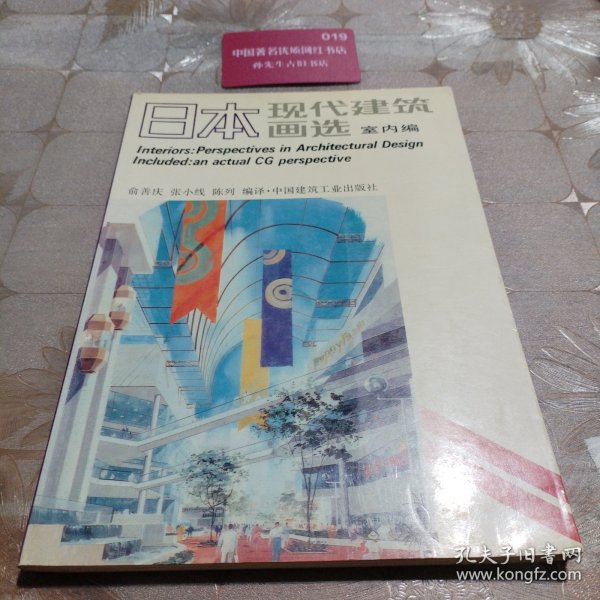 019
中国著名优质网红书店
孙先生古旧书店
日本现代建筑
画选 室内编
Interiors:Perspectives in Architectural Design
Included:an actual CG perspective
俞善庆 张小线 陈列 编译·中国建筑工业出版社
孔夫子旧书网
www.kongfz.com